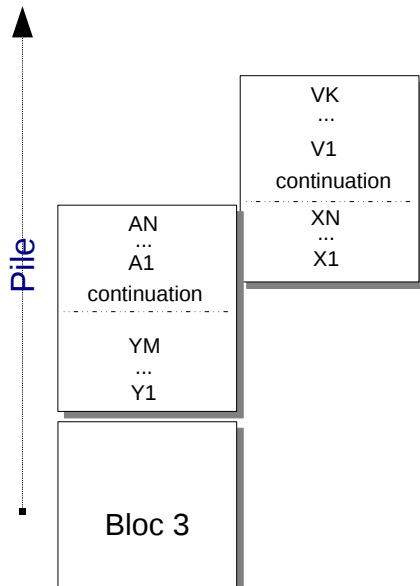 Pile
VK
...
V1
continuation
XN
...
X1
AN
...
A1
continuation
YM
...
Y1
Bloc 3